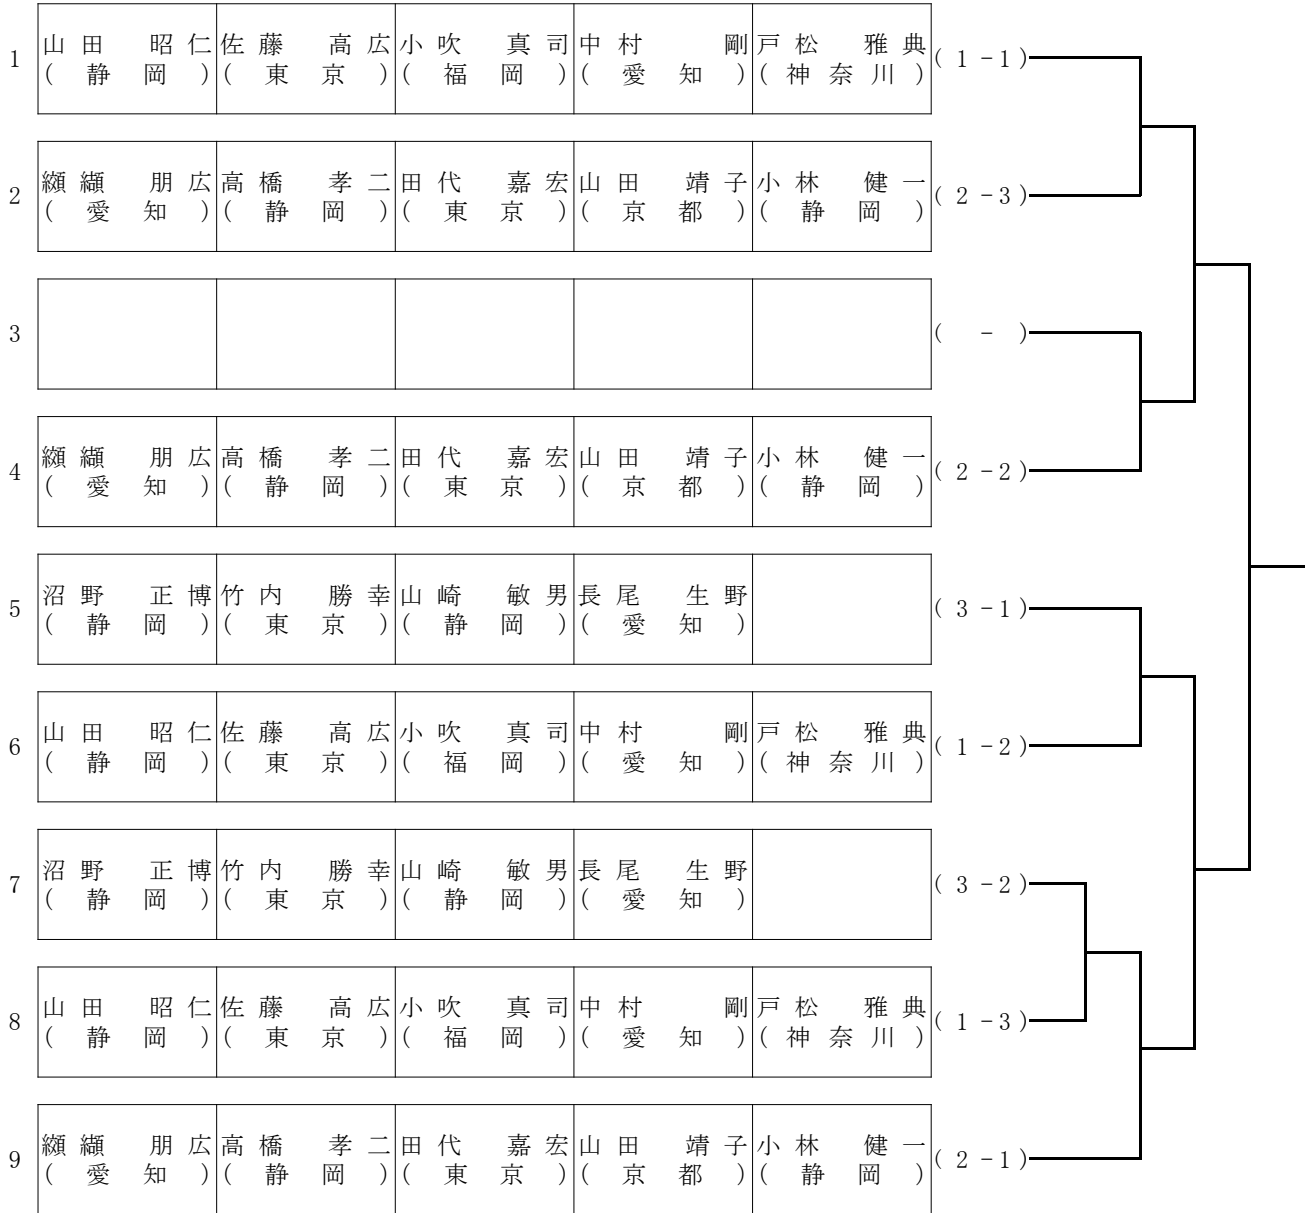 山田 昭仁 佐藤 高広 小吹 真司 中村 剛 戸松 雅典
1 (1-1)
(静岡) (東京) (福岡) (愛知) (神奈川)
纐纈 朋広 高橋 孝二 田代 嘉宏 山田 靖子 小林 健一
2 (2-3)
(愛知) (静岡) (東京) (京都) (静岡)
3 ( - )
纐纈 朋広 高橋 孝二 田代 嘉宏 山田 靖子 小林 健一
4 (2-2)
(愛知) (静岡) (東京) (京都) (静岡)
沼野 正博 竹内 勝幸 山崎 敏男 長尾 生野
5 (3-1)
(静岡) (東京) (静岡) (愛知)
山田 昭仁 佐藤 高広 小吹 真司 中村 剛 戸松 雅典
6 (1-2)
(静岡) (東京) (福岡) (愛知) (神奈川)
沼野 正博 竹内 勝幸 山崎 敏男 長尾 生野
7 (3-2)
(静岡) (東京) (静岡) (愛知)
山田 昭仁 佐藤 高広 小吹 真司 中村 剛 戸松 雅典
8 (1-3)
(静岡) (東京) (福岡) (愛知) (神奈川)
纐纈 朋広 高橋 孝二 田代 嘉宏 山田 靖子 小林 健一
9 (2-1)
(愛知) (静岡) (東京) (京都) (静岡)